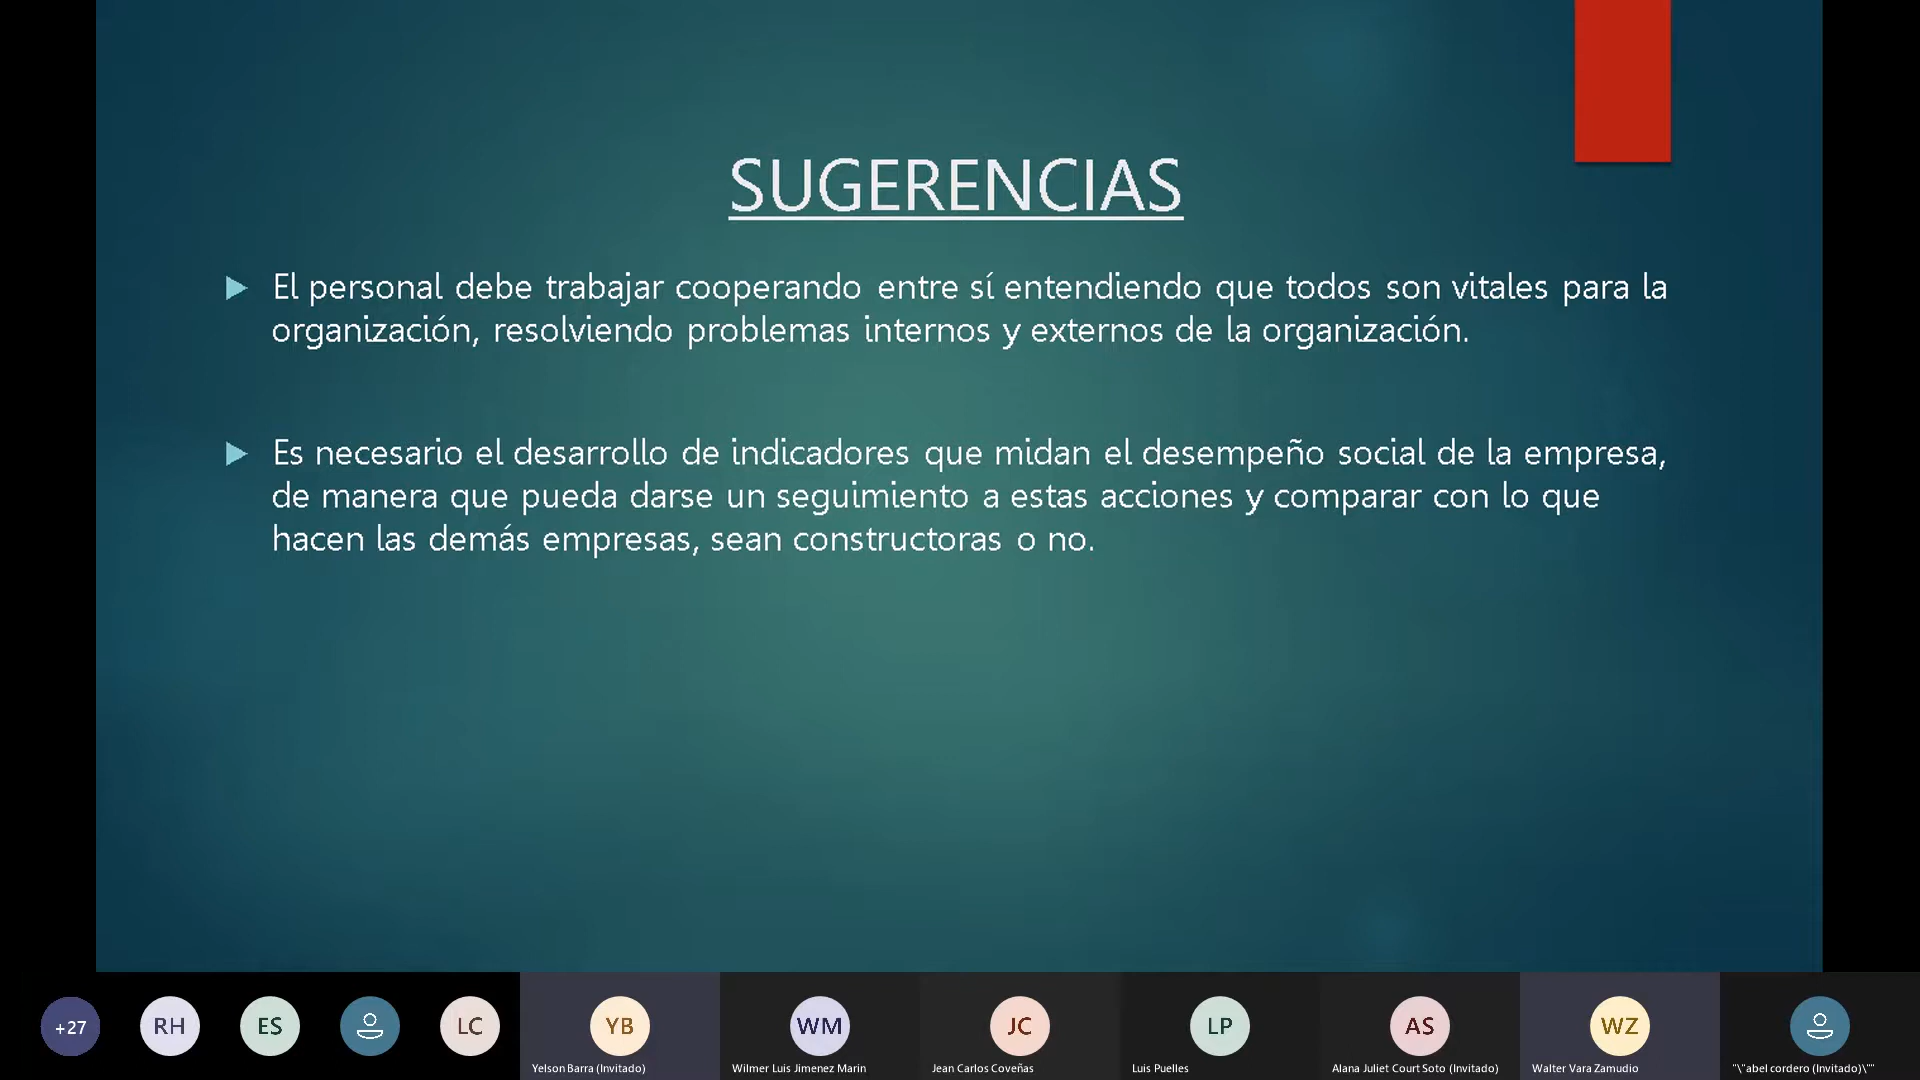 SUGERENCIAS
El personal debe trabajar cooperando entre sí entendiendo que todos son vitales para la
organización, resolviendo problemas internos y externos de la organización.
Es necesario el desarrollo de indicadores que midan el desempeño social de la empresa,
de manera que pueda darse un seguimiento a estas acciones y comparar con lo que
hacen las demás empresas, sean constructoras o no.
+27
RH
ES
LC
YB
WM
JC
LP
AS
WZ
Yelson Barra (Invitado)
Wilmer Luis Jimenez Marin
Jean Carlos Coveñas
Luis Puelles
Alana Juliet Court Soto (Invitado)
Walter Vara Zamudio
"\"abel cordero (Invitado)\""